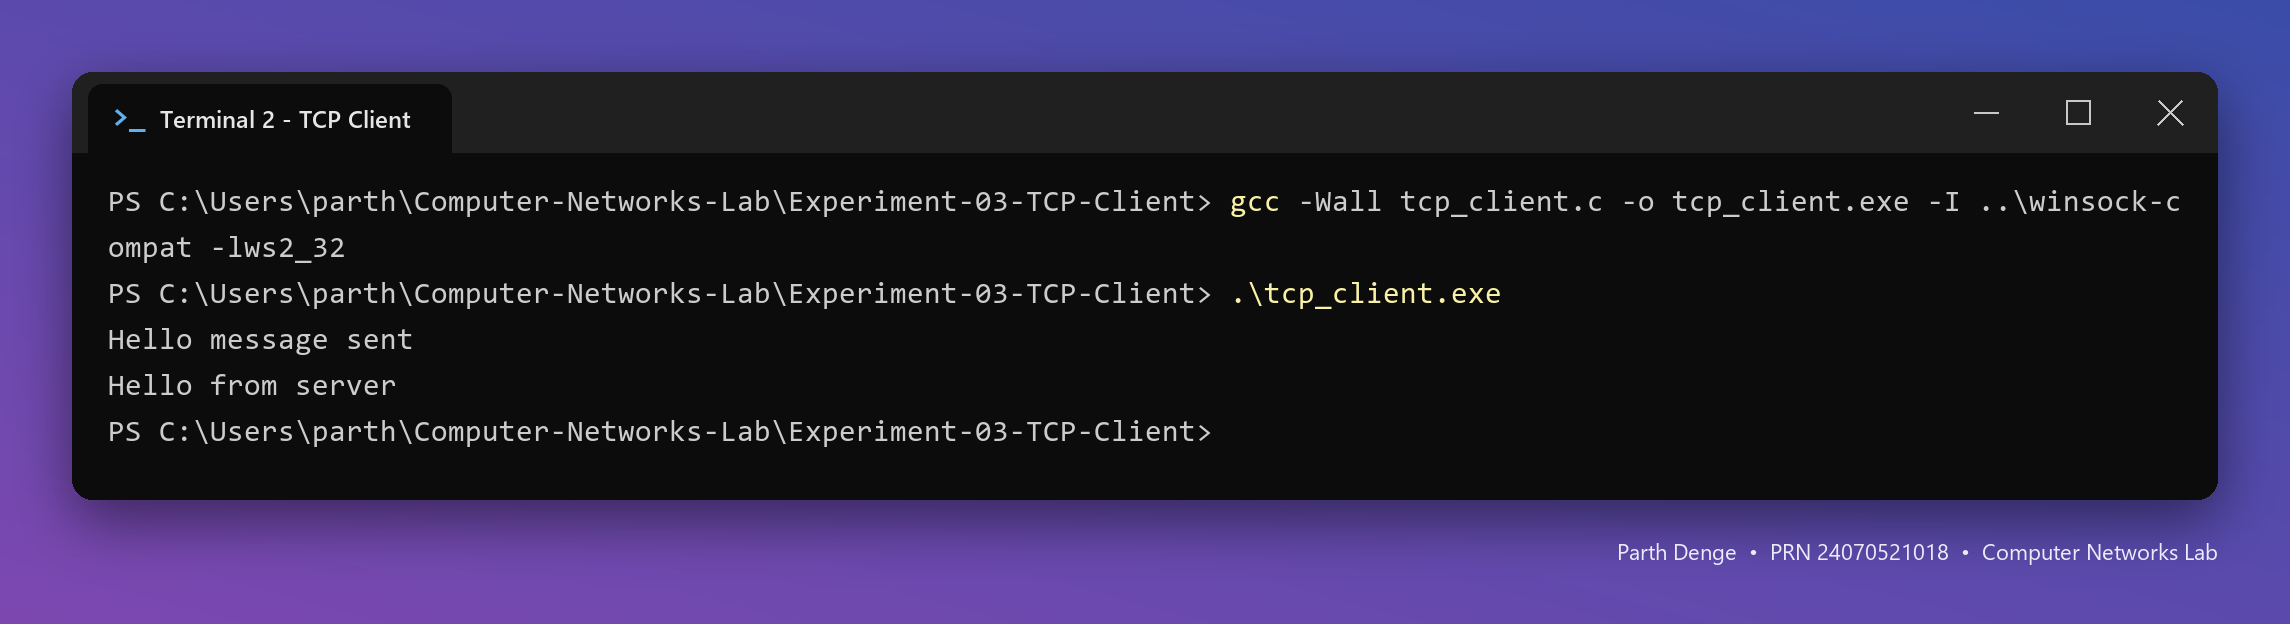 Terminal 2 - TCP Client
PS C:\Users\parth\Computer-Networks-Lab\Experiment-03-TCP-Client> gcc -Wall tcp_client.c -o tcp_client.exe -I ..\winsock-c
ompat -lws2_32
PS C:\Users\parth\Computer-Networks-Lab\Experiment-03-TCP-Client> .\tcp_client.exe
Hello message sent
Hello from server
PS C:\Users\parth\Computer-Networks-Lab\Experiment-03-TCP-Client>
Parth Denge • PRN 24070521018 • Computer Networks Lab